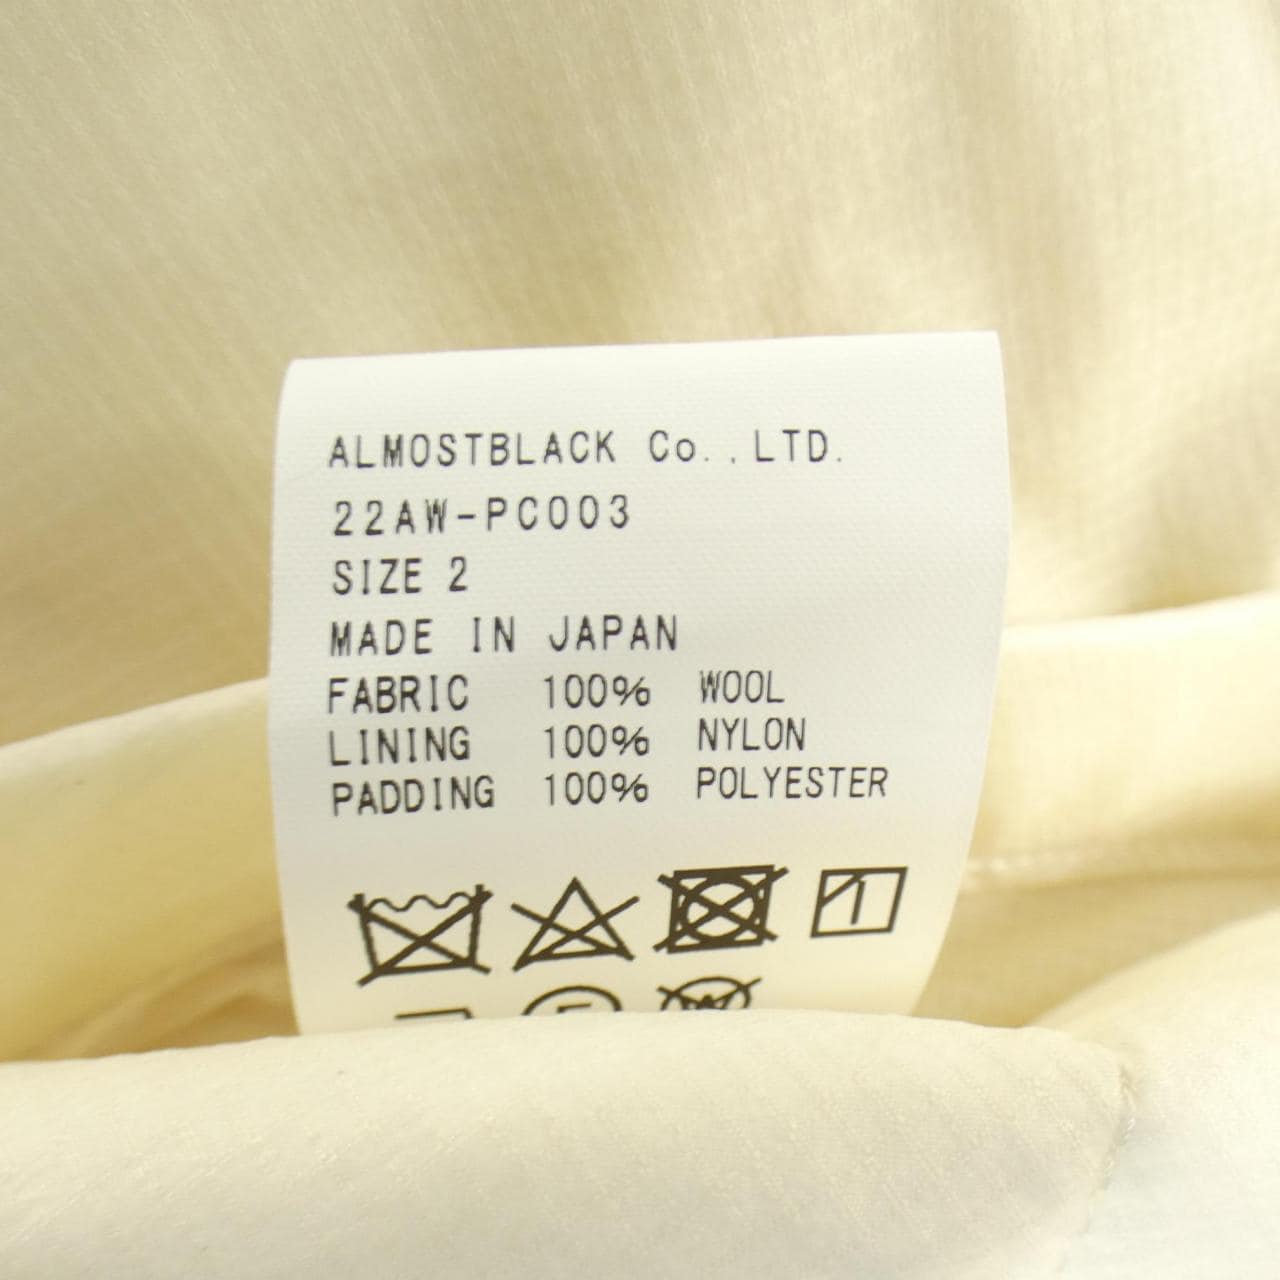 ALMOSTBLACK Co.,LTD.
22AW-PC003
SIZE 2
MADE IN JAPAN
FABRIC 100% WOOL
LINING 100% NYLON
PADDING 100% POLYESTER